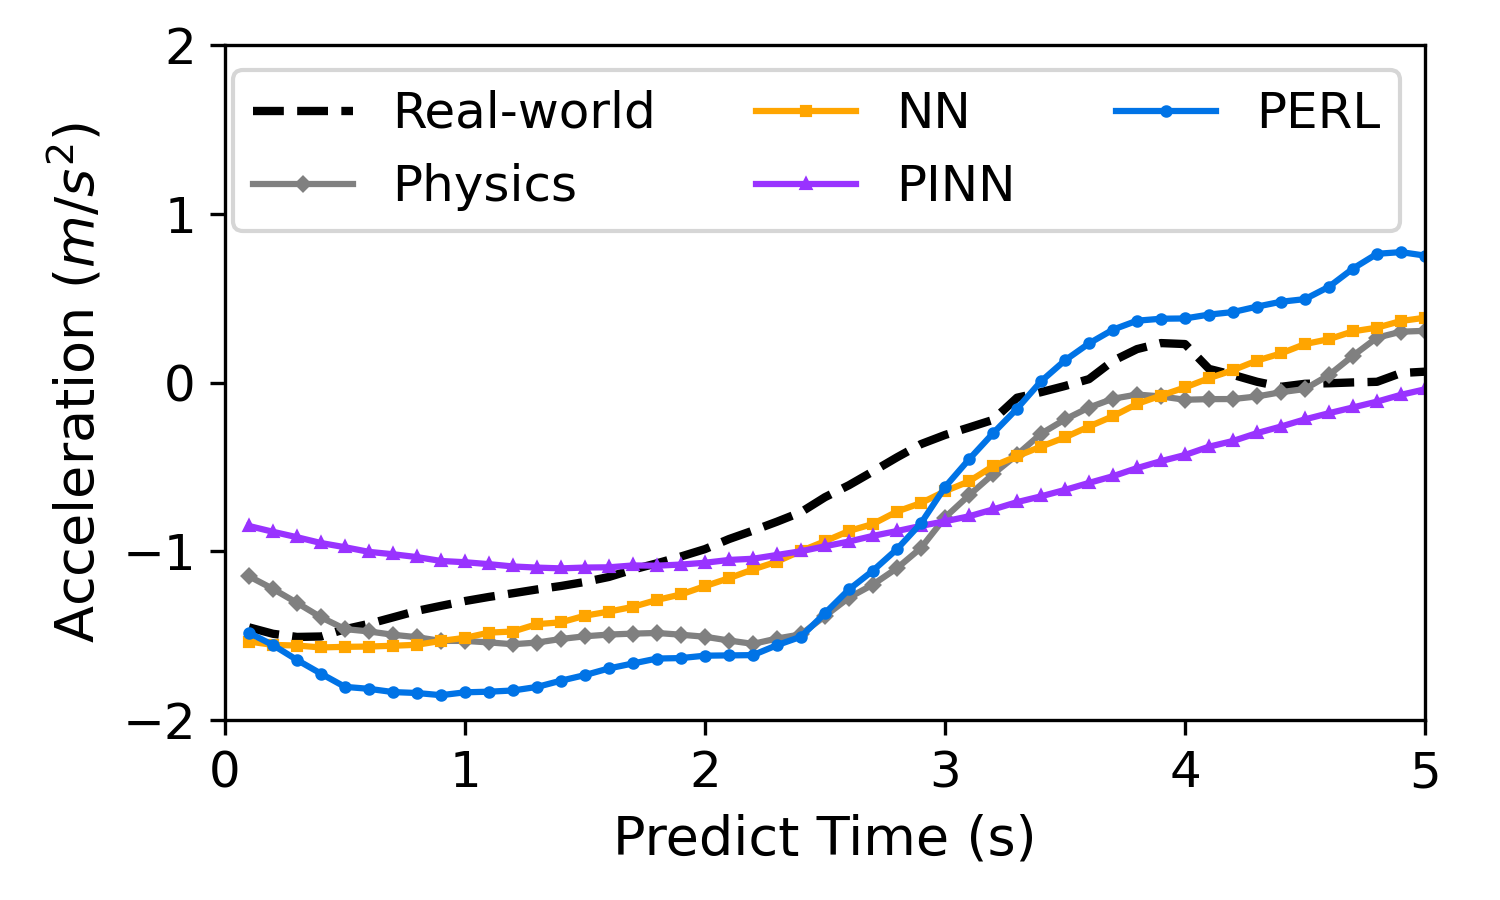 2
1
0
−1
−2
Acceleration (m/s²)
Real-world
NN
PERL
Physics
PINN
0 1 2 3 4 5
Predict Time (s)